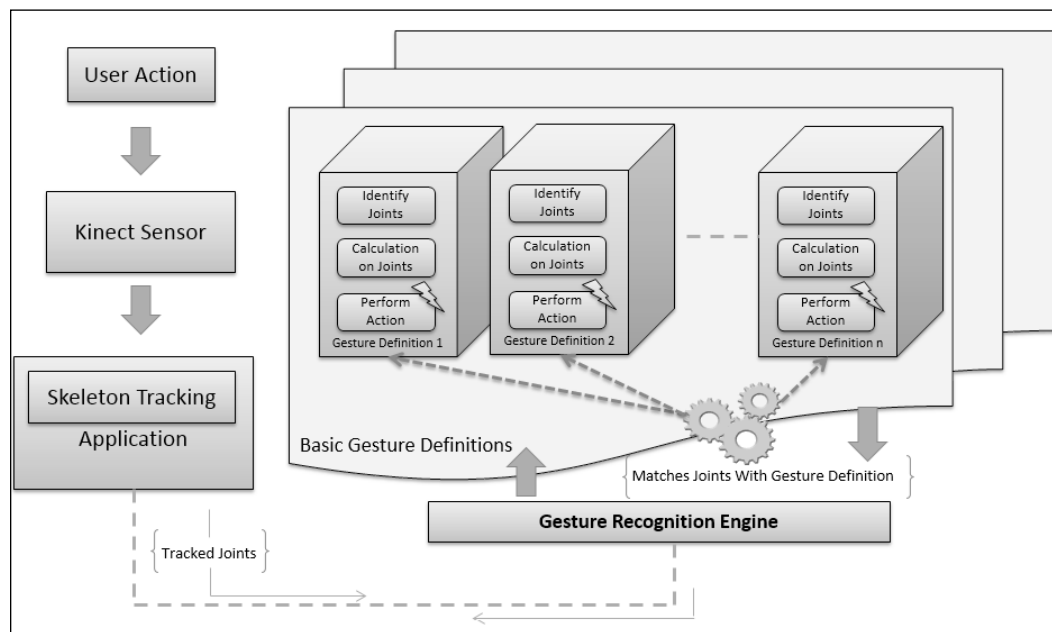 User Action
Kinect Sensor
Skeleton Tracking
Application
Identify
Joints
Calculation
on Joints
Perform
Action
Gesture Definition 1
Identify
Joints
Calculation
on Joints
Perform
Action
Gesture Definition 2
Identify
Joints
Calculation
on Joints
Perform
Action
Gesture Definition n
Basic Gesture Definitions
Matches Joints With Gesture Definition
Gesture Recognition Engine
Tracked Joints